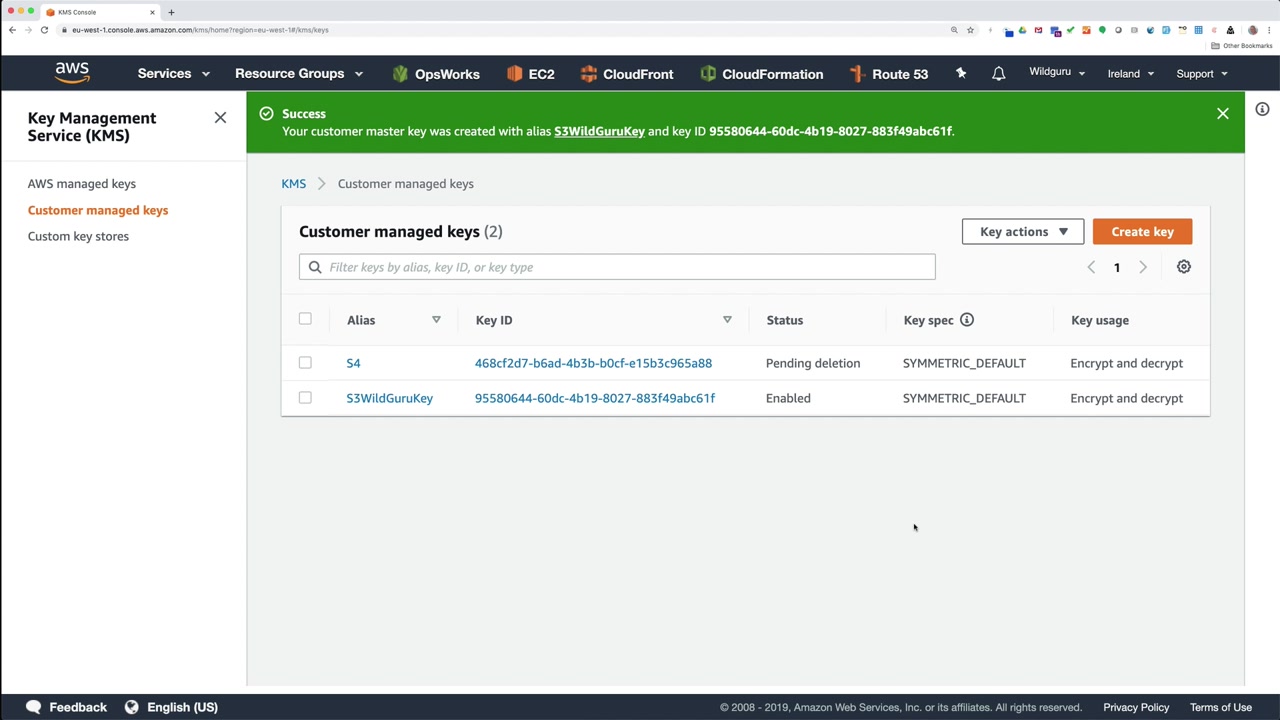 KMS Console
eu-west-1.console.aws.amazon.com/kms/home?region=eu-west-1#/kms/keys
Other Bookmarks
aws
Services
Resource Groups
OpsWorks
EC2
CloudFront
CloudFormation
Route 53
Wildguru
Ireland
Support
Key Management
Service (KMS)
AWS managed keys
Customer managed keys
Custom key stores
Success
Your customer master key was created with alias S3WildGuruKey and key ID 95580644-60dc-4b19-8027-883f49abc61f.
KMS
Customer managed keys
Customer managed keys (2)
Key actions
Create key
Filter keys by alias, key ID, or key type
1
Alias Key ID Status Key spec Key usage
S4 468cf2d7-b6ad-4b3b-b0cf-e15b3c965a88 Pending deletion SYMMETRIC_DEFAULT Encrypt and decrypt
S3WildGuruKey 95580644-60dc-4b19-8027-883f49abc61f Enabled SYMMETRIC_DEFAULT Encrypt and decrypt
Feedback
English (US)
© 2008 - 2019, Amazon Web Services, Inc. or its affiliates. All rights reserved.
Privacy Policy
Terms of Use